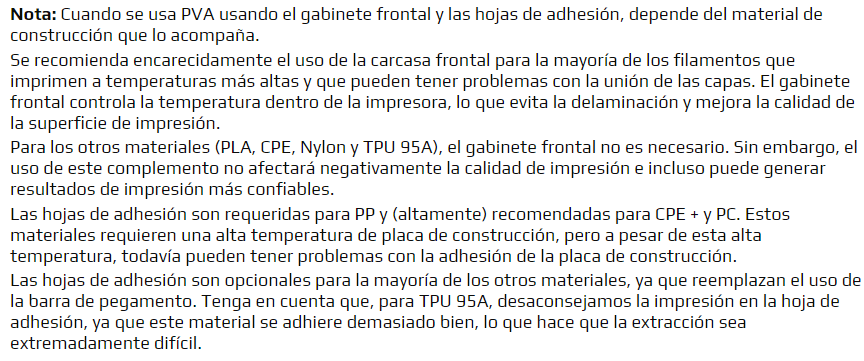 Nota: Cuando se usa PVA usando el gabinete frontal y las hojas de adhesión, depende del material de
construcción que lo acompaña.
Se recomienda encarecidamente el uso de la carcasa frontal para la mayoría de los filamentos que
imprimen a temperaturas más altas y que pueden tener problemas con la unión de las capas. El gabinete
frontal controla la temperatura dentro de la impresora, lo que evita la delaminación y mejora la calidad de
la superficie de impresión.
Para los otros materiales (PLA, CPE, Nylon y TPU 95A), el gabinete frontal no es necesario. Sin embargo, el
uso de este complemento no afectará negativamente la calidad de impresión e incluso puede generar
resultados de impresión más confiables.
Las hojas de adhesión son requeridas para PP y (altamente) recomendadas para CPE + y PC. Estos
materiales requieren una alta temperatura de placa de construcción, pero a pesar de esta alta
temperatura, todavía pueden tener problemas con la adhesión de la placa de construcción.
Las hojas de adhesión son opcionales para la mayoría de los otros materiales, ya que reemplazan el uso de
la barra de pegamento. Tenga en cuenta que, para TPU 95A, desaconsejamos la impresión en la hoja de
adhesión, ya que este material se adhiere demasiado bien, lo que hace que la extracción sea
extremadamente difícil.